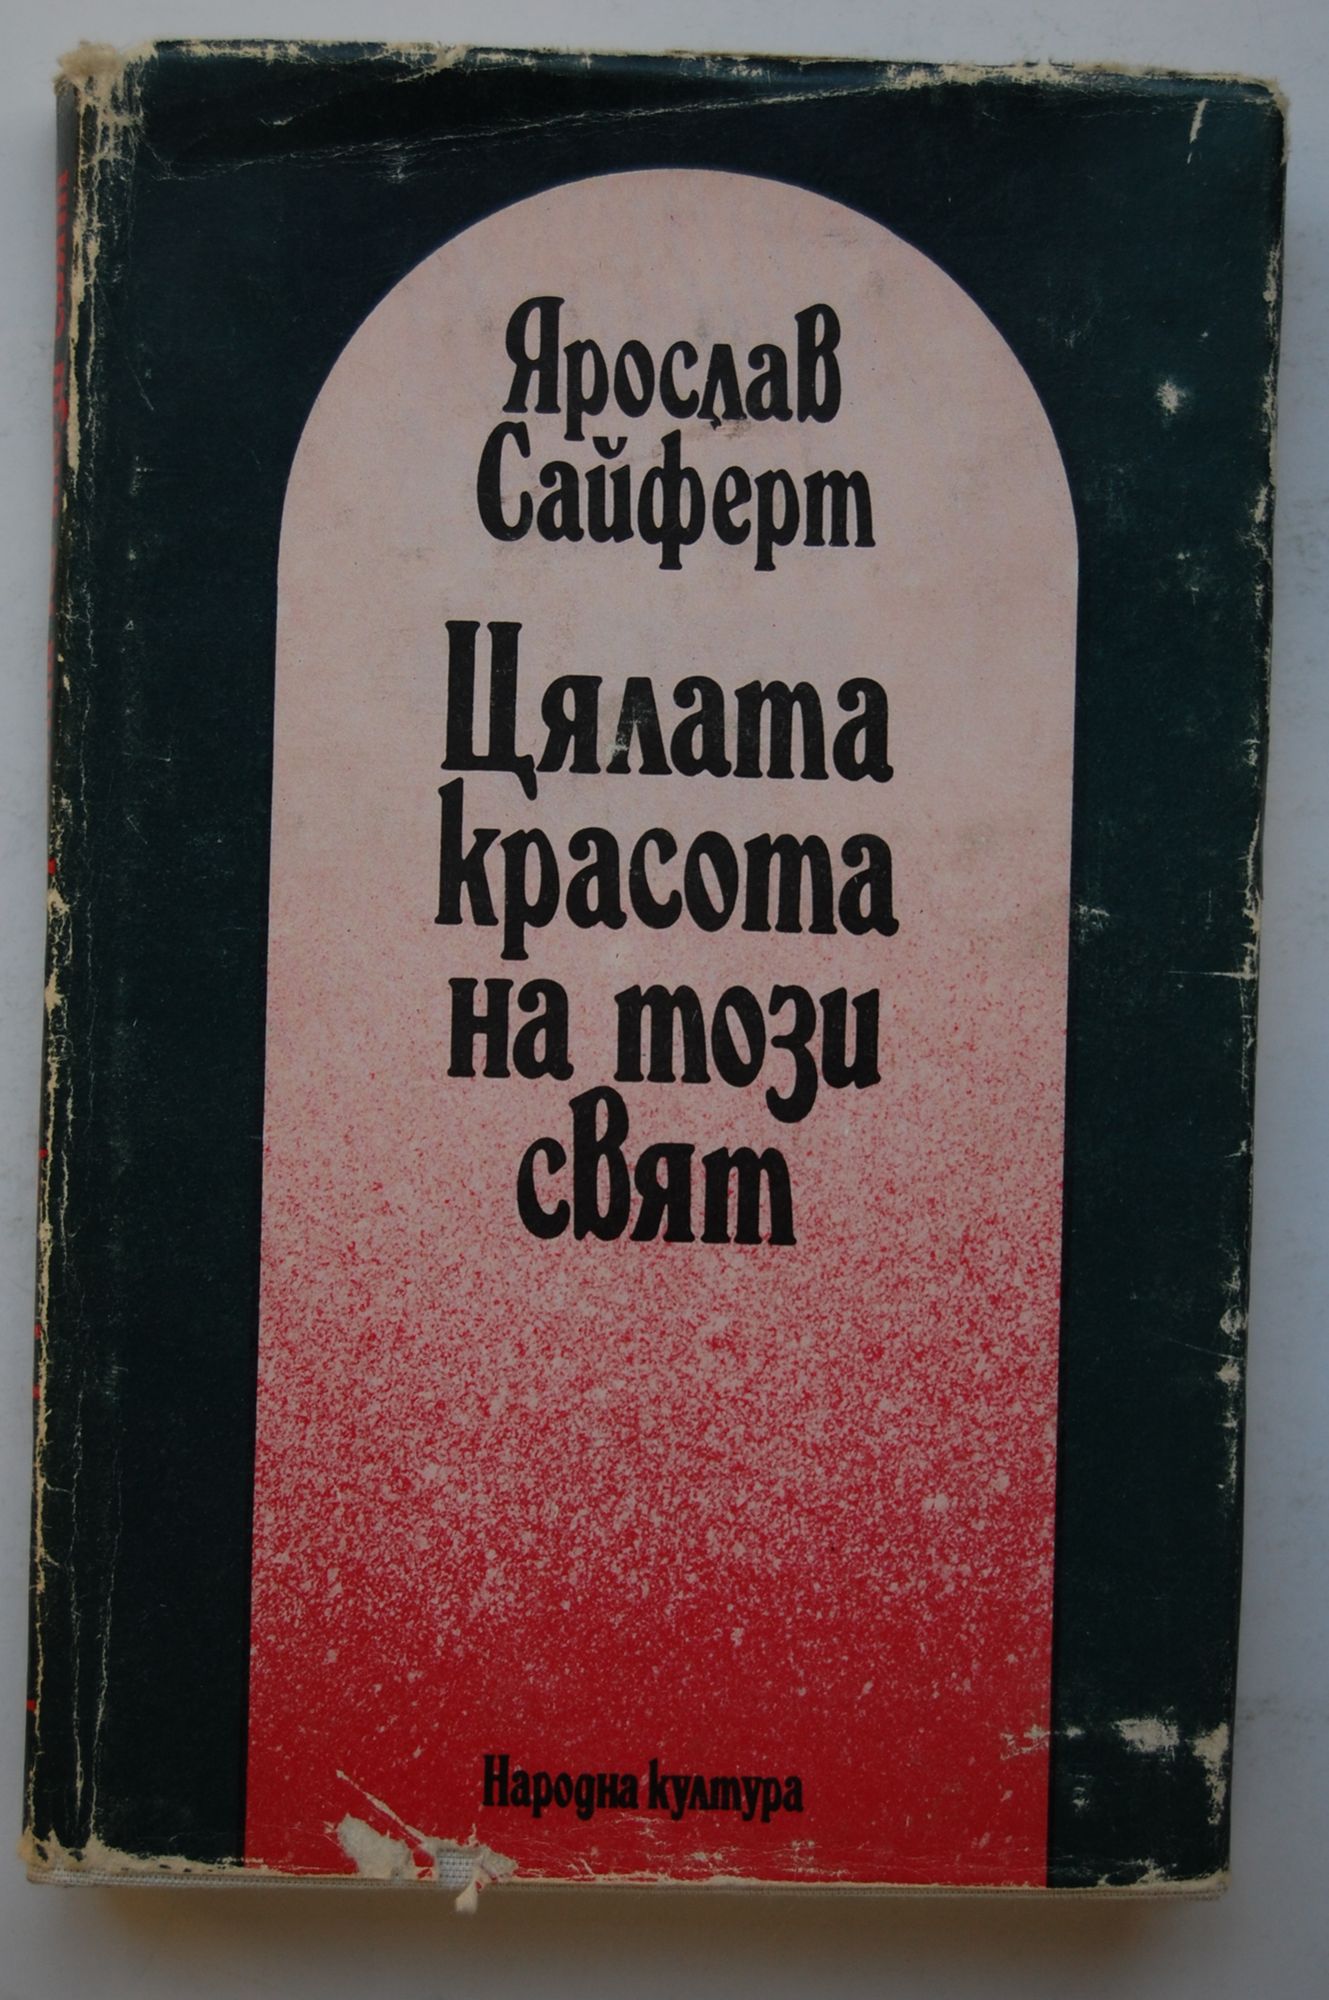 Ярослав
Сайферт
Цялата
красота
на този
свят
Народна култура